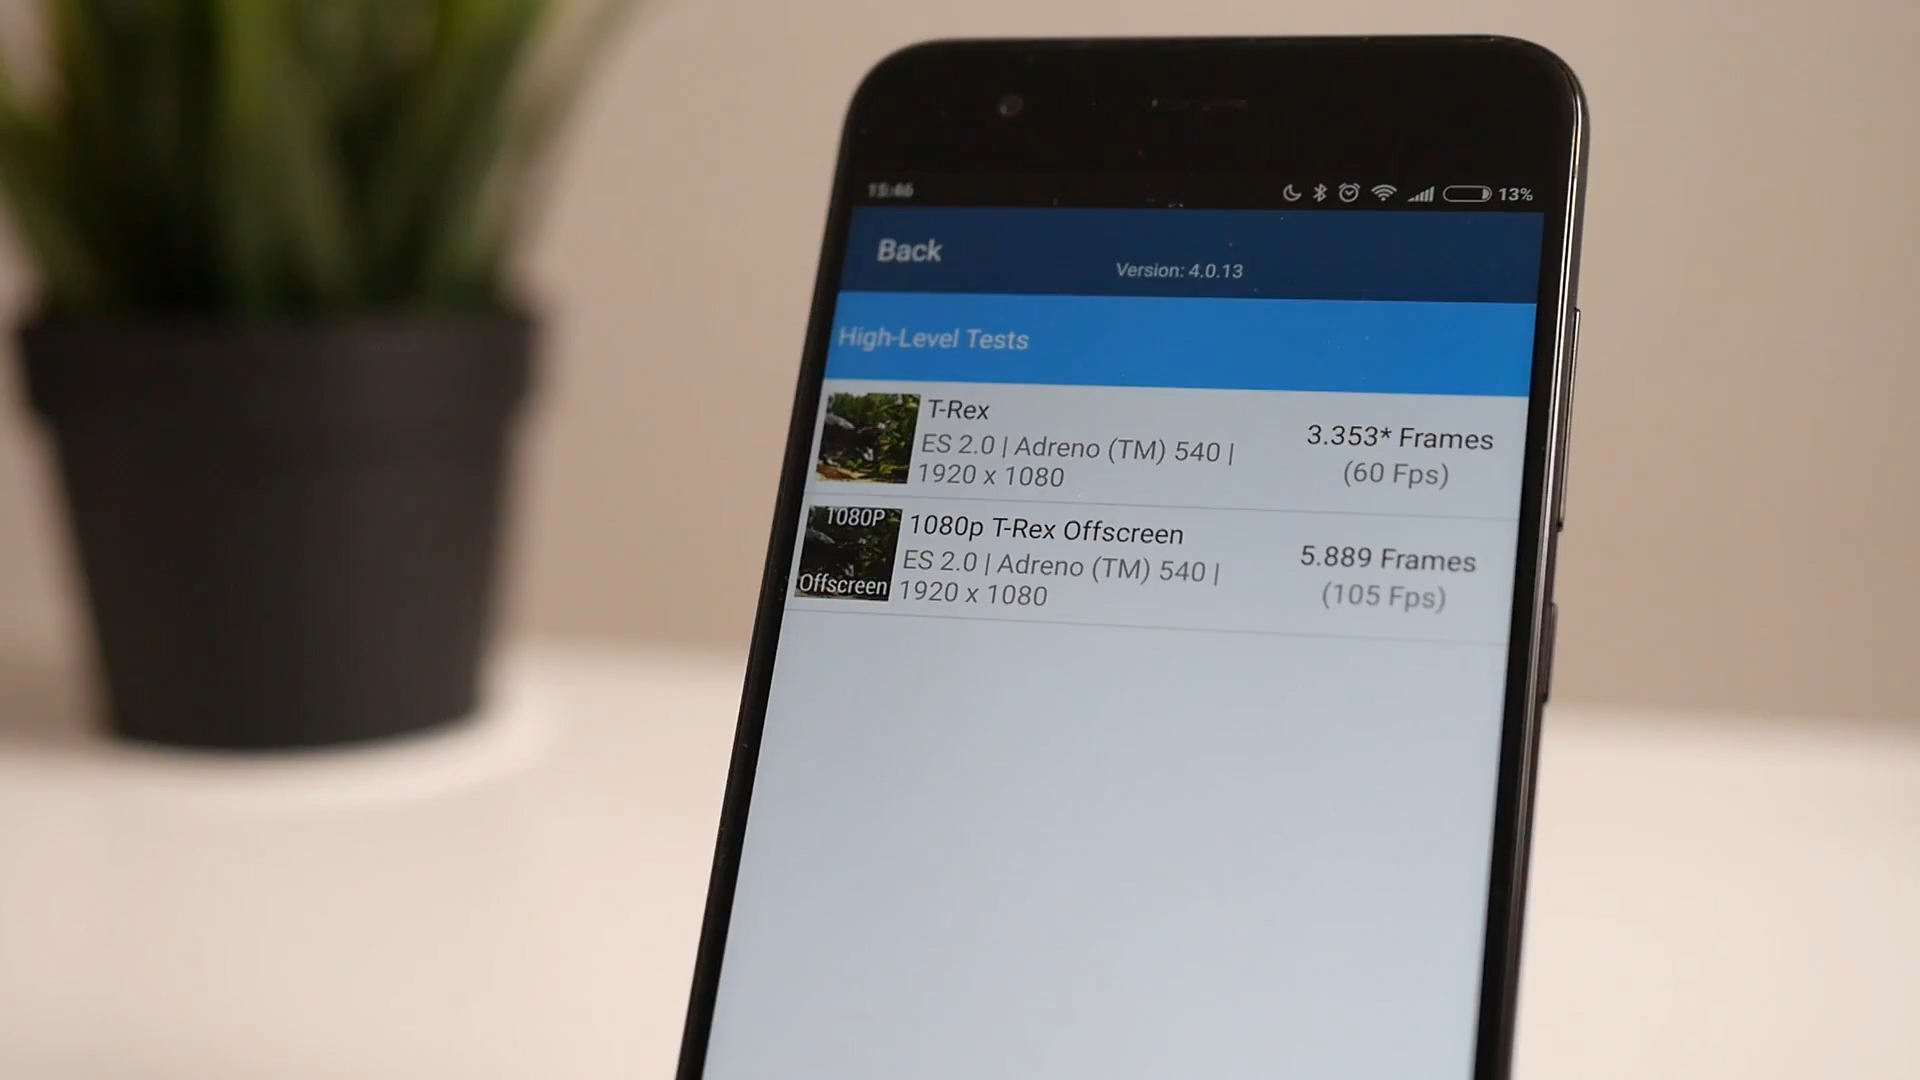 15:46
13%
Back
Version: 4.0.13
High-Level Tests
T-Rex
ES 2.0 | Adreno (TM) 540 |
1920 x 1080
3.353* Frames
(60 Fps)
1080P
Offscreen
1080p T-Rex Offscreen
ES 2.0 | Adreno (TM) 540 |
1920 x 1080
5.889 Frames
(105 Fps)